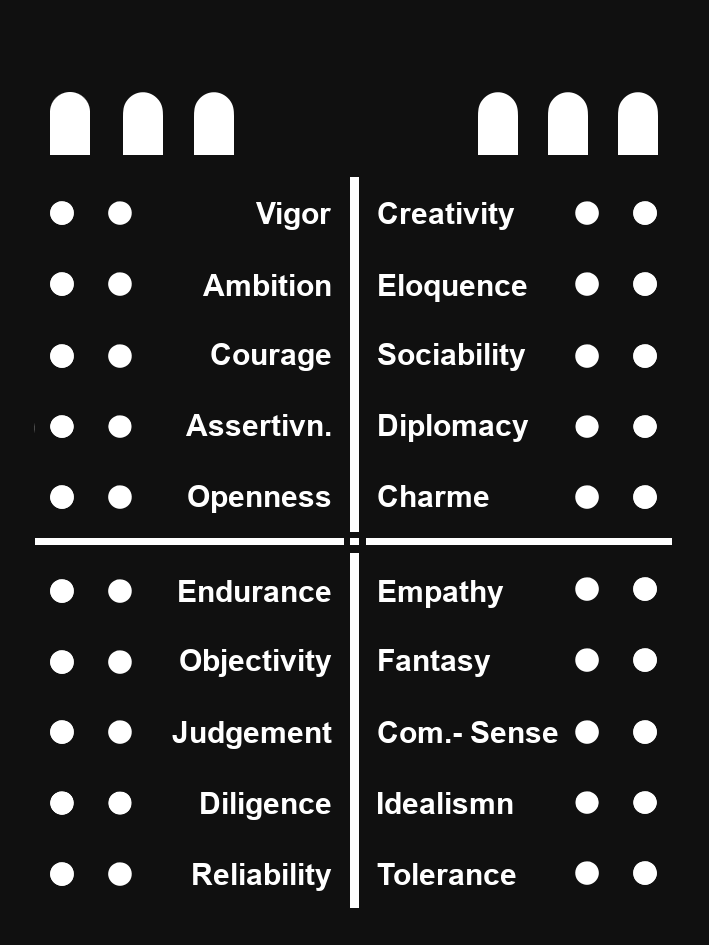 Vigor Creativity
Ambition Eloquence
Courage Sociability
Assertivn. Diplomacy
Openness Charme
Endurance Empathy
Objectivity Fantasy
Judgement Com.- Sense
Diligence Idealismn
Reliability Tolerance